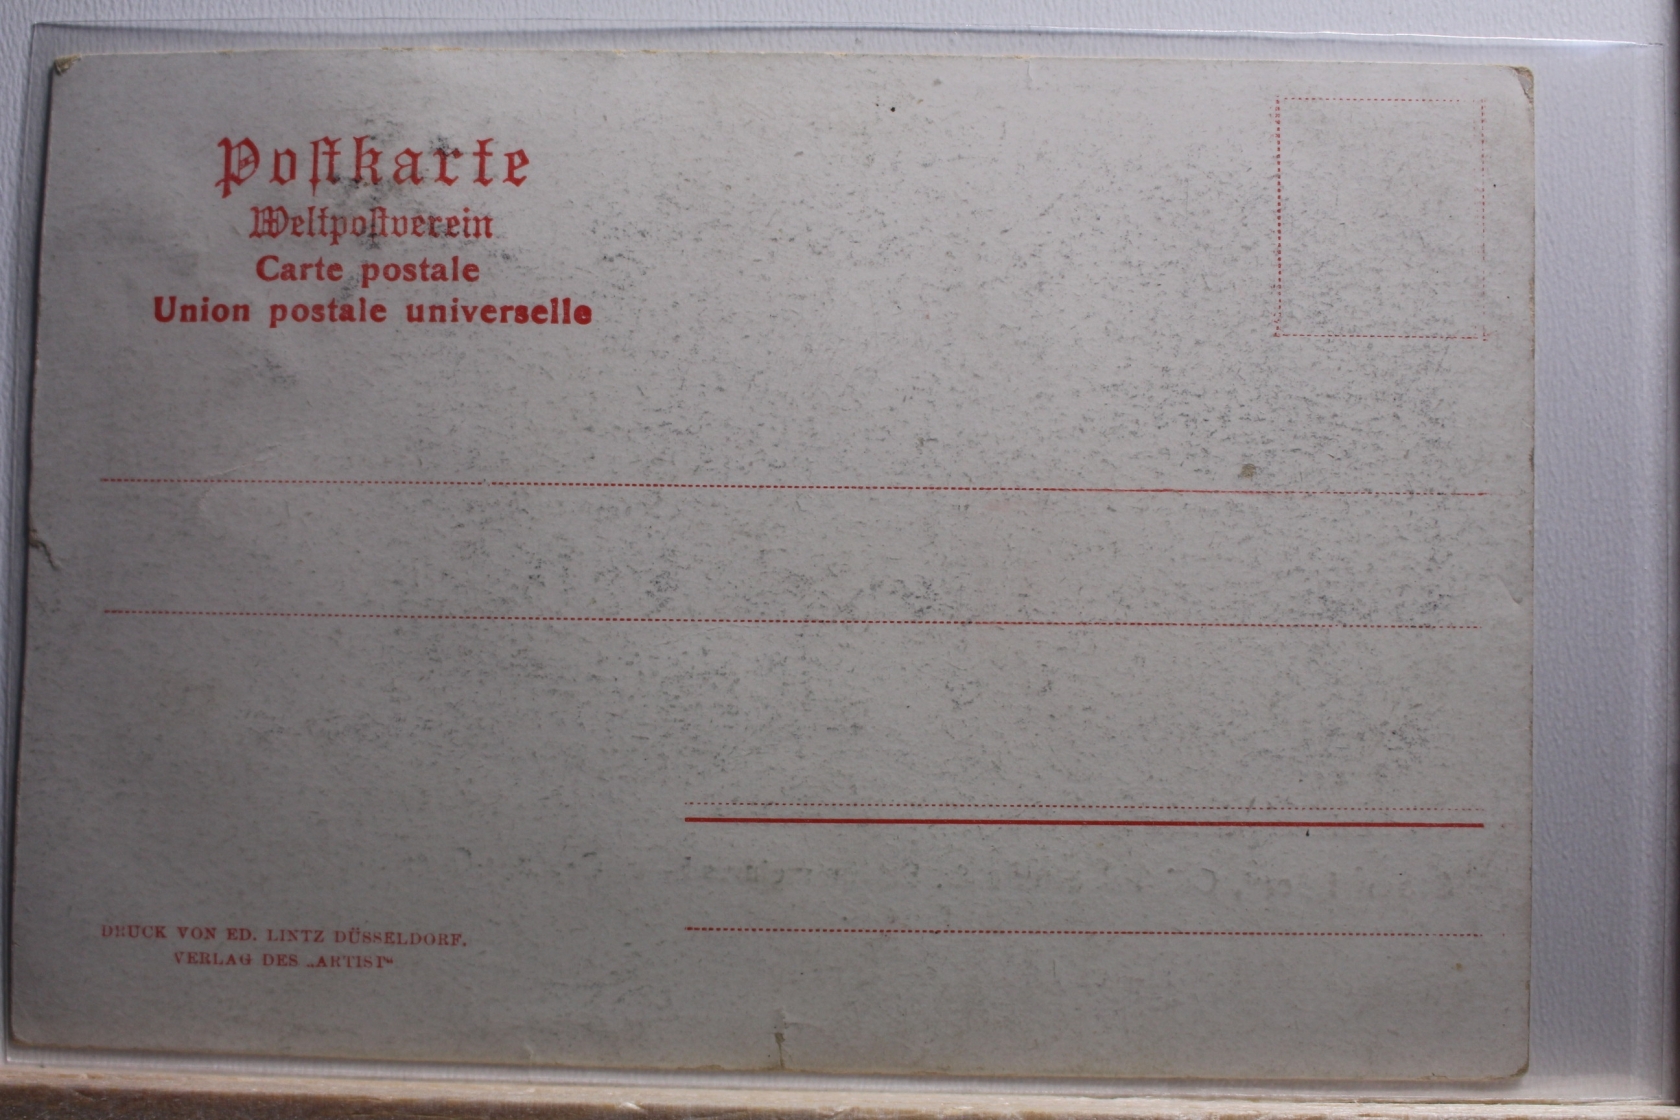 Postkarte
Weltpostverein
Carte postale
Union postale universelle
DRUCK VON ED. LINTZ DÜSSELDORF.
VERLAG DES „ARTIST“